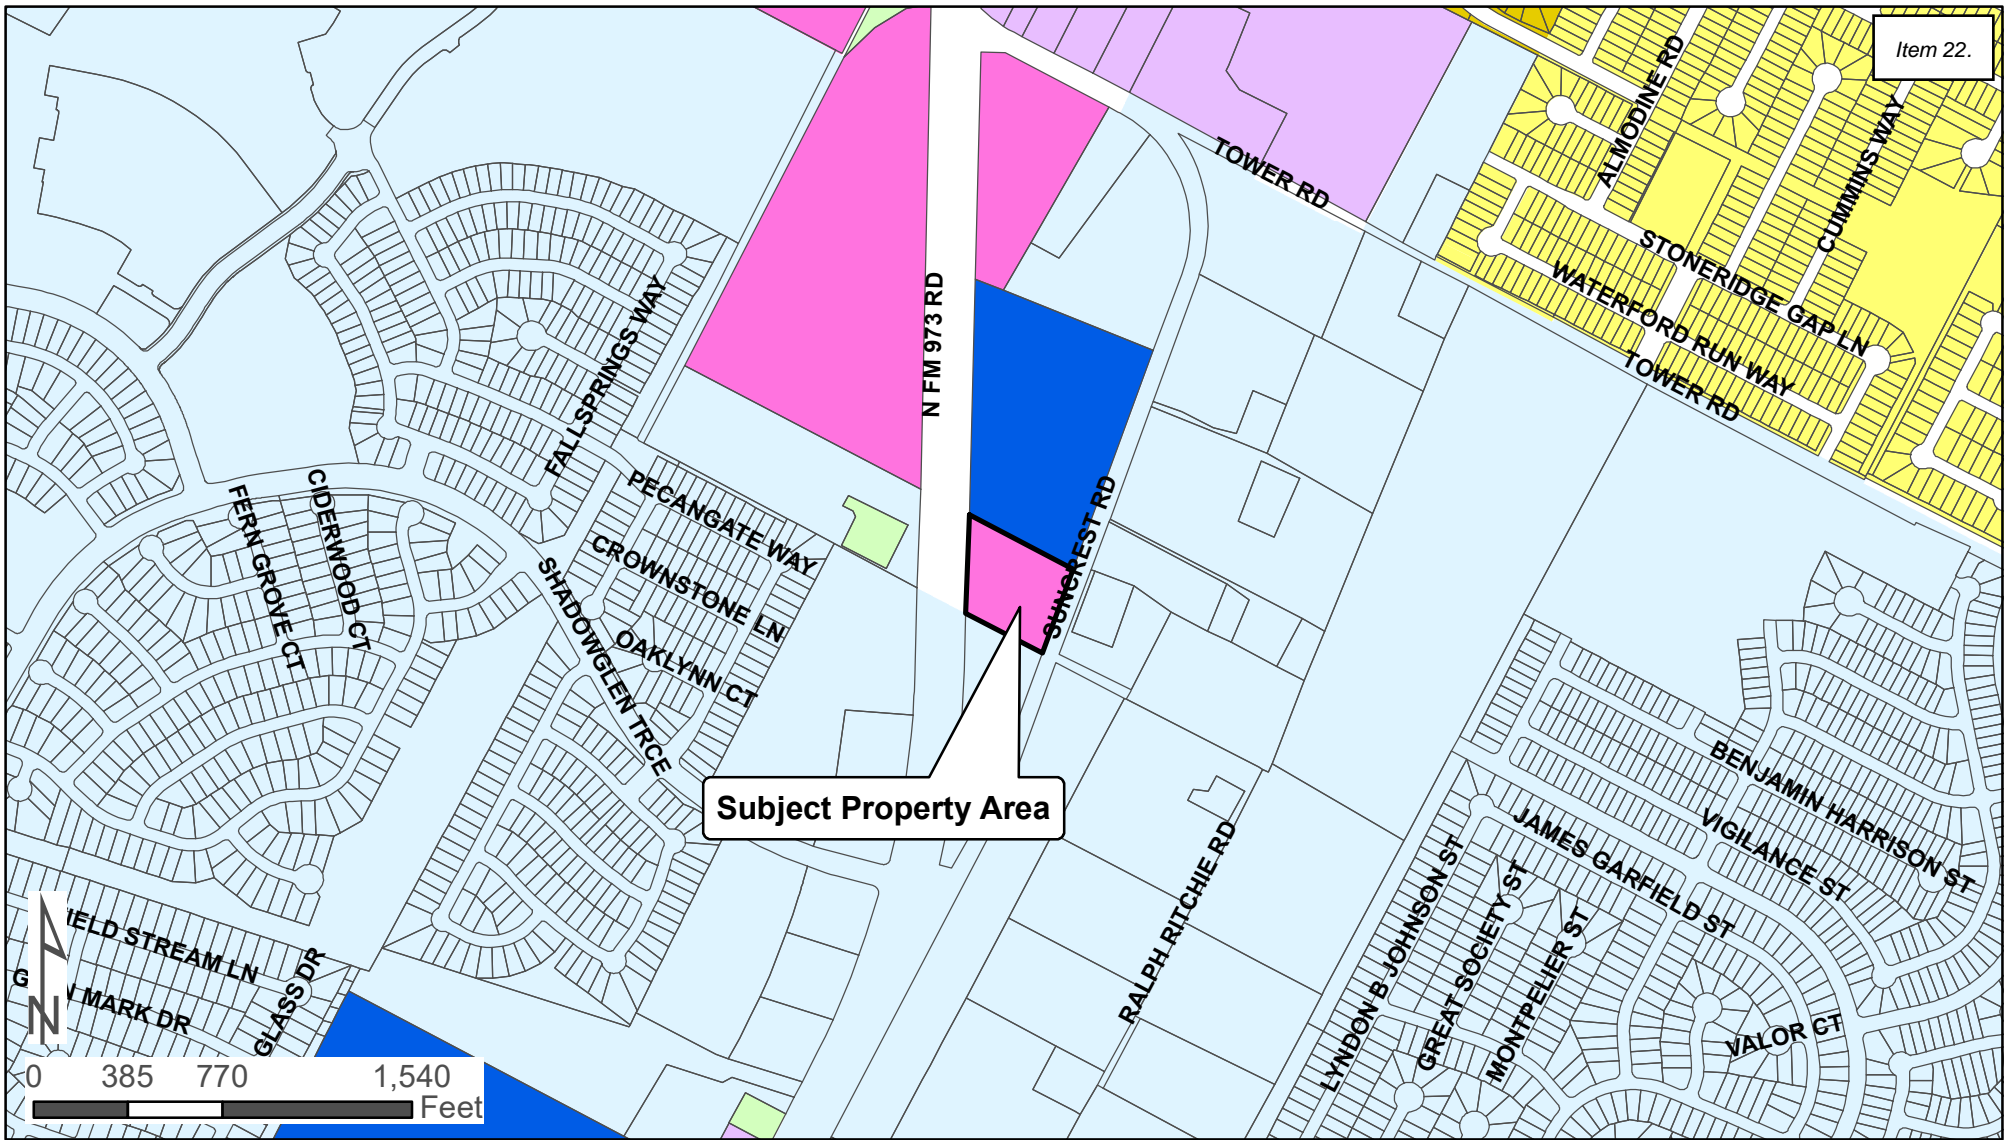 Item 22.
ALMODINE RD
CUMMINS WAY
TOWER RD
STONERIDGE GAP LN
WATERFORD RUN WAY
TOWER RD
N FM 973 RD
FALLSPRINGS WAY
PECANGATE WAY
CROWNSTONE LN
OAKLYNN CT
SHADOWGLEN TRCE
CIDERWOOD CT
FERN GROVE CT
SUNCREST RD
Subject Property Area
BENJAMIN HARRISON ST
VIGILANCE ST
JAMES GARFIELD ST
LYNDON B JOHNSON ST
GREAT SOCIETY ST
MONTPELIER ST
VALOR CT
RALPH RITCHIE RD
STREAM LN
MARK DR
GLASS DR
N
0 385 770 1,540
Feet